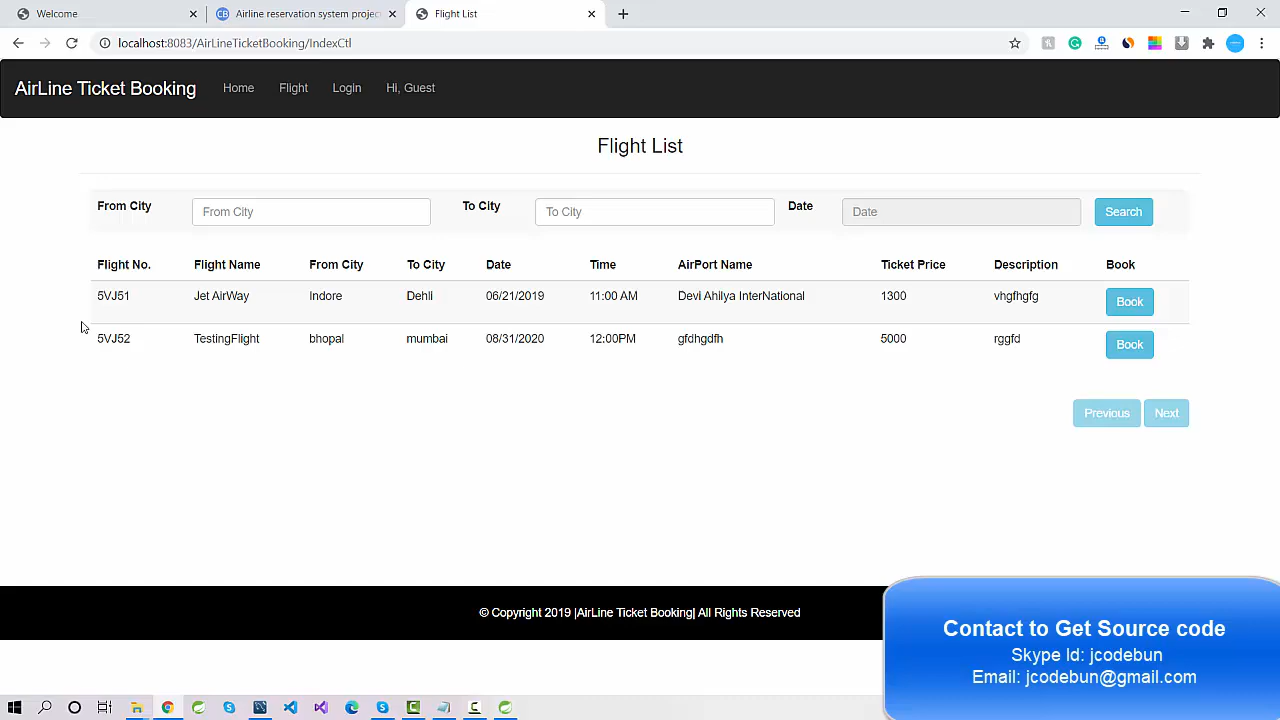 Welcome
Airline reservation system projec
Flight List
localhost:8083/AirLineTicketBooking/IndexCtl
AirLine Ticket Booking Home Flight Login Hi, Guest
Flight List
From City From City To City To City Date Date Search
Flight No. Flight Name From City To City Date Time AirPort Name Ticket Price Description Book
5VJ51 Jet AirWay Indore Dehli 06/21/2019 11:00 AM Devi Ahilya InterNational 1300 vhgfhgfg Book
5VJ52 TestingFlight bhopal mumbai 08/31/2020 12:00PM gfdhgdfh 5000 rggfd Book
Previous Next
© Copyright 2019 |AirLine Ticket Booking| All Rights Reserved
Contact to Get Source code
Skype Id: jcodebun
Email: jcodebun@gmail.com